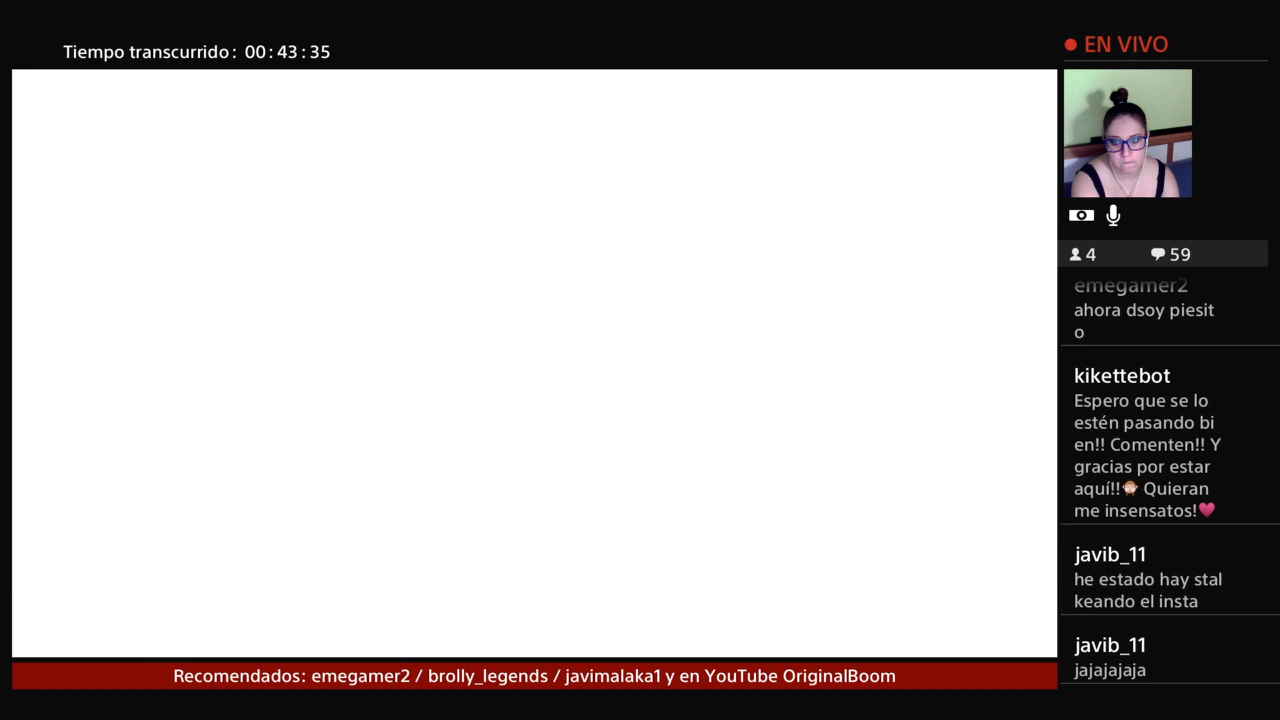 Tiempo transcurrido: 00:43:35
EN VIVO
4
59
emegamer2
ahora dsoy piesit
o
kikettebot
Espero que se lo
estén pasando bi
en!! Comenten!! Y
gracias por estar
aquí!!🙈 Quieran
me insensatos!♥
javib_11
he estado hay stal
keando el insta
javib_11
jajajajaja
Recomendados: emegamer2 / brolly_legends / javimalaka1 y en YouTube OriginalBoom